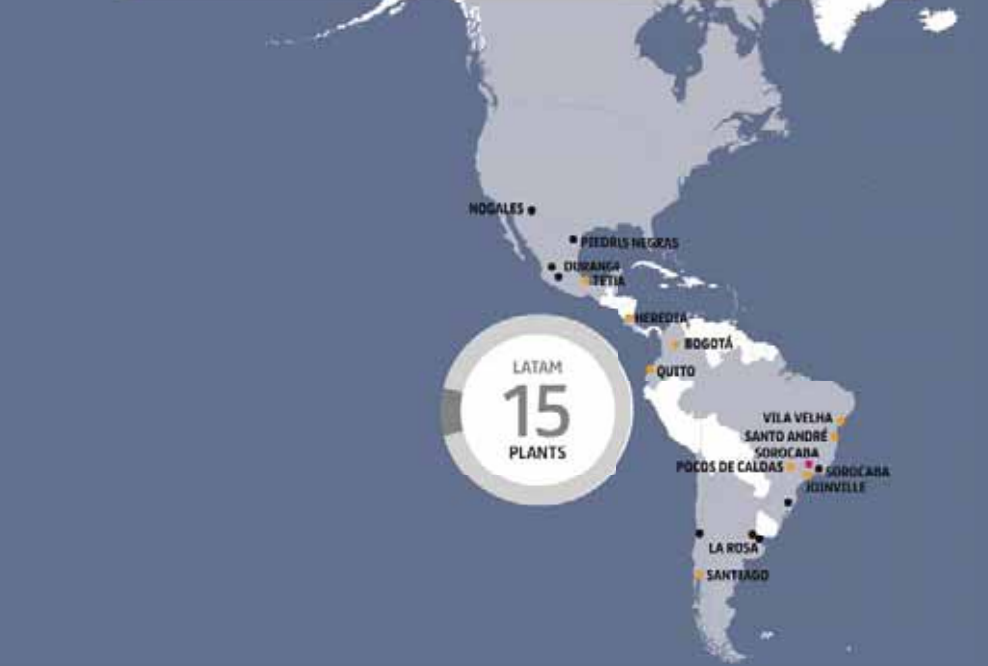 NOGALES
PIEDRIS NEGRAS
DURANGI
TETIA
HEREDIA
BOGOTÁ
QUITO
LATAM
15
PLANTS
VILA VELHA
SANTO ANDRÉ
SOROCABA
POCOS DE CALDAS
SOROCABA
JOINVILLE
LA ROSA
SANTIAGO